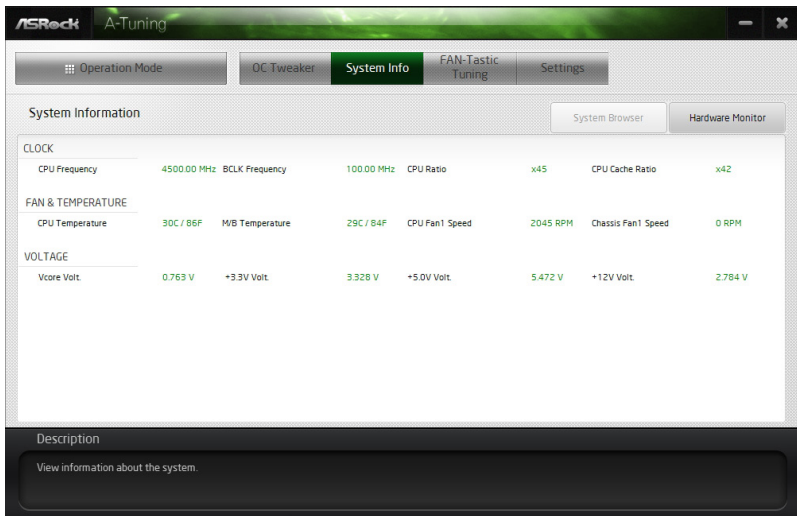 ASRock A-Tuning
Operation Mode OC Tweaker System Info FAN-Tastic Tuning Settings
System Information System Browser Hardware Monitor
CLOCK
CPU Frequency 4500.00 MHz BCLK Frequency 100.00 MHz CPU Ratio x45 CPU Cache Ratio x42
FAN & TEMPERATURE
CPU Temperature 30C / 86F M/B Temperature 29C / 84F CPU Fan1 Speed 2045 RPM Chassis Fan1 Speed 0 RPM
VOLTAGE
Vcore Volt. 0.763 V +3.3V Volt. 3.328 V +5.0V Volt. 5.472 V +12V Volt. 2.784 V
Description
View information about the system.